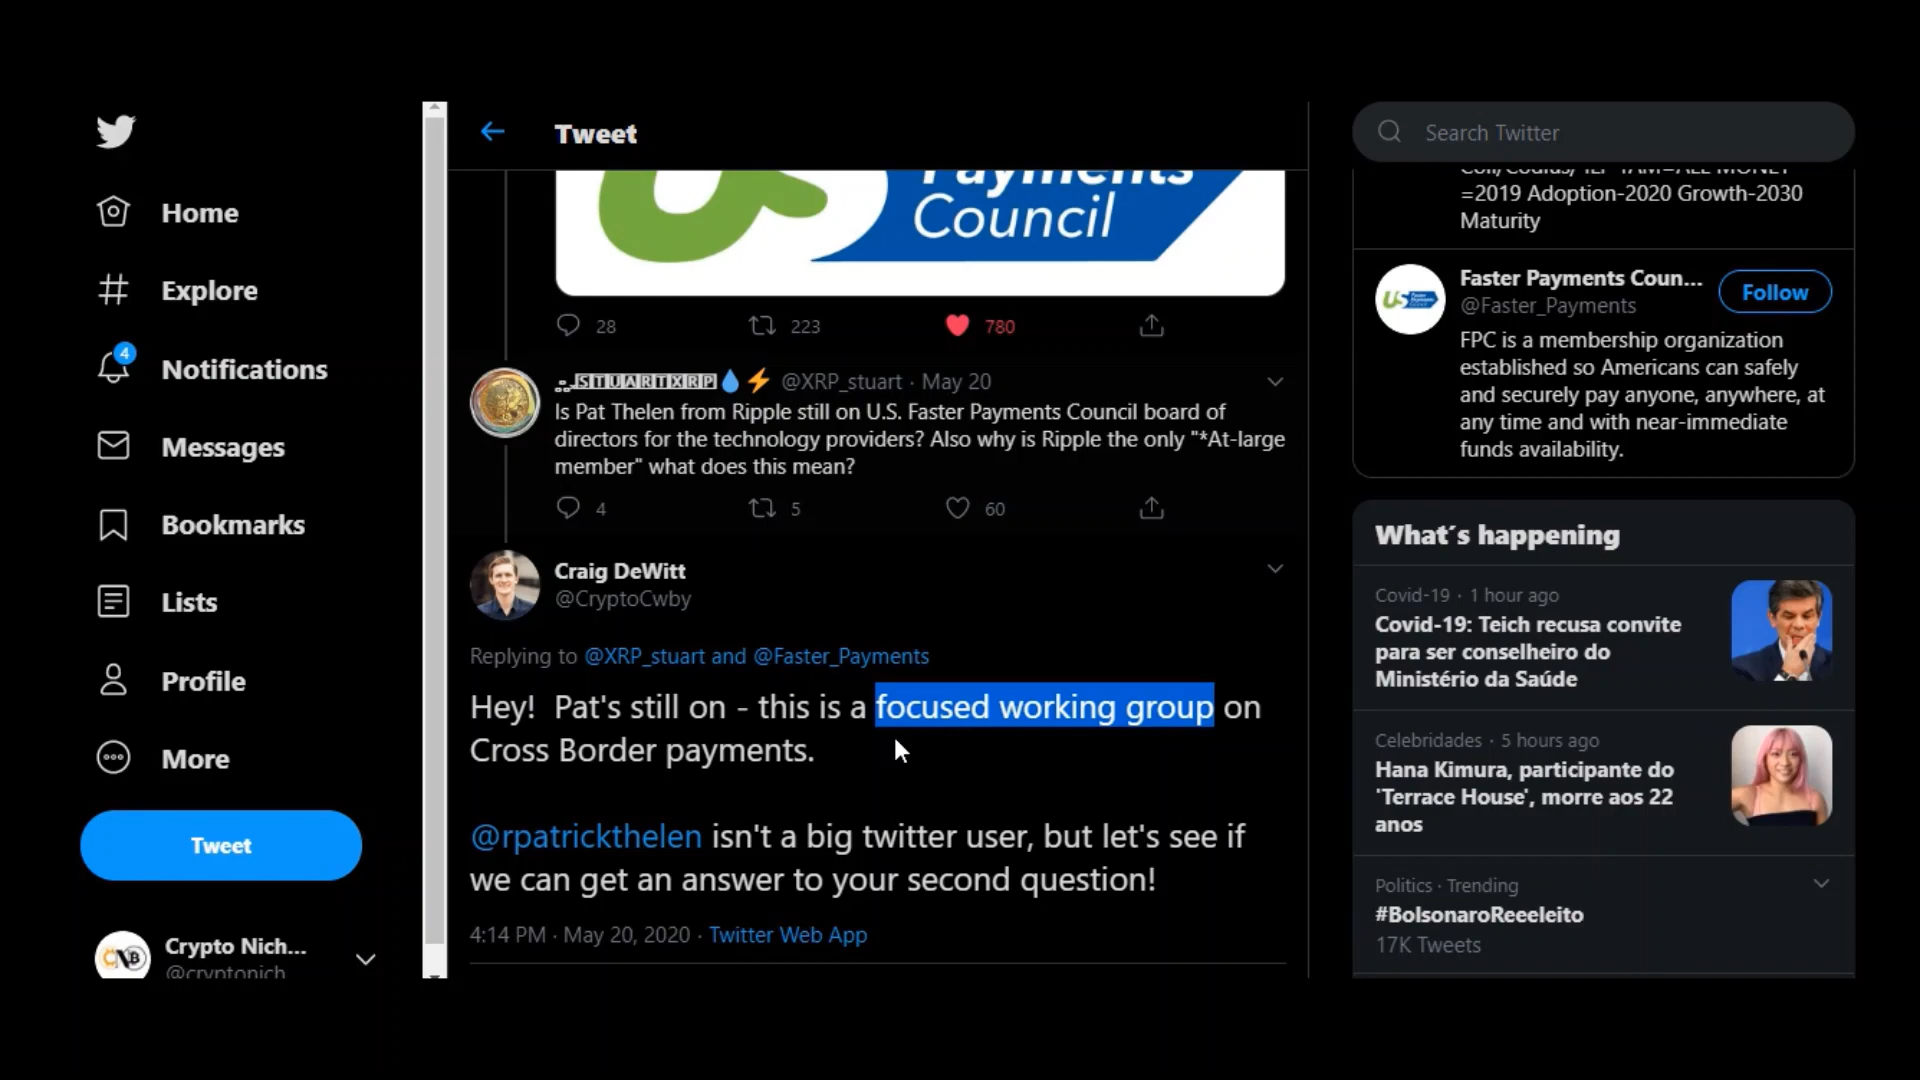 Home
Explore
4
Notifications
Messages
Bookmarks
Lists
Profile
More
Tweet
Crypto Nich...
@cryptonich
Tweet
US
Payments
Council
28
223
780
STUARTXRP💧⚡ @XRP_stuart · May 20
Is Pat Thelen from Ripple still on U.S. Faster Payments Council board of
directors for the technology providers? Also why is Ripple the only "*At-large
member" what does this mean?
4
5
60
Craig DeWitt
@CryptoCwby
Replying to @XRP_stuart and @Faster_Payments
Hey!  Pat's still on - this is a focused working group on
Cross Border payments.
@rpatrickthelen isn't a big twitter user, but let's see if
we can get an answer to your second question!
4:14 PM · May 20, 2020 · Twitter Web App
Search Twitter
=2019 Adoption-2020 Growth-2030
Maturity
Faster Payments Coun...
@Faster_Payments
Follow
FPC is a membership organization
established so Americans can safely
and securely pay anyone, anywhere, at
any time and with near-immediate
funds availability.
What´s happening
Covid-19 · 1 hour ago
Covid-19: Teich recusa convite
para ser conselheiro do
Ministério da Saúde
Celebridades · 5 hours ago
Hana Kimura, participante do
'Terrace House', morre aos 22
anos
Politics · Trending
#BolsonaroReeeleito
17K Tweets